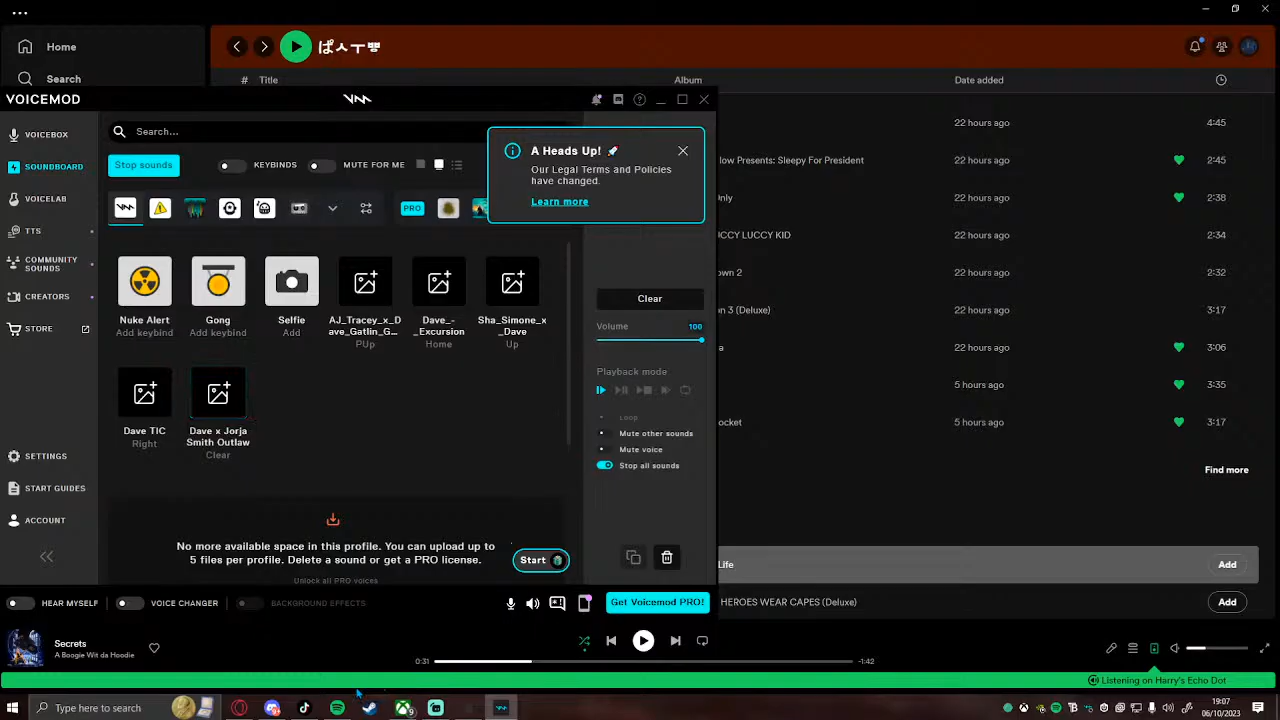 Home
ぱㅅㅜ뻥
Search
# Title Album Date added
VOICEMOD
22 hours ago 4:45
VOICEBOX
Search...
A Heads Up! 🚀
Our Legal Terms and Policies
have changed.
Learn more
low Presents: Sleepy For President 22 hours ago 2:45
SOUNDBOARD
Stop sounds KEYBINDS MUTE FOR ME
VOICELAB
PRO
Only 22 hours ago 2:38
TTS
UCCY LUCCY KID 22 hours ago 2:34
COMMUNITY
SOUNDS
own 2 22 hours ago 2:32
CREATORS
Clear
on 3 (Deluxe) 22 hours ago 2:40
STORE
Nuke Alert
Add keybind
Gong
Add keybind
Selfie
Add
AJ_Tracey_x_D
ave_Gatlin_G...
PUp
Dave_-
_Excursion
Home
Sha_Simone_x
_Dave
Up
Volume 100
a 22 hours ago 3:06
Playback mode
5 hours ago 3:35
Loop
ocket 5 hours ago 3:17
Dave TIC
Right
Dave x Jorja
Smith Outlaw
Clear
Mute other sounds
Mute voice
Stop all sounds
Find more
SETTINGS
START GUIDES
ACCOUNT
No more available space in this profile. You can upload up to
5 files per profile. Delete a sound or get a PRO license.
Start
Unlock all PRO voices
Life Add
HEAR MYSELF VOICE CHANGER BACKGROUND EFFECTS Get Voicemod PRO!
HEROES WEAR CAPES (Deluxe) Add
Secrets
A Boogie Wit da Hoodie
0:31 -1:42
Listening on Harry's Echo Dot
Type here to search
19:07
06/10/2023